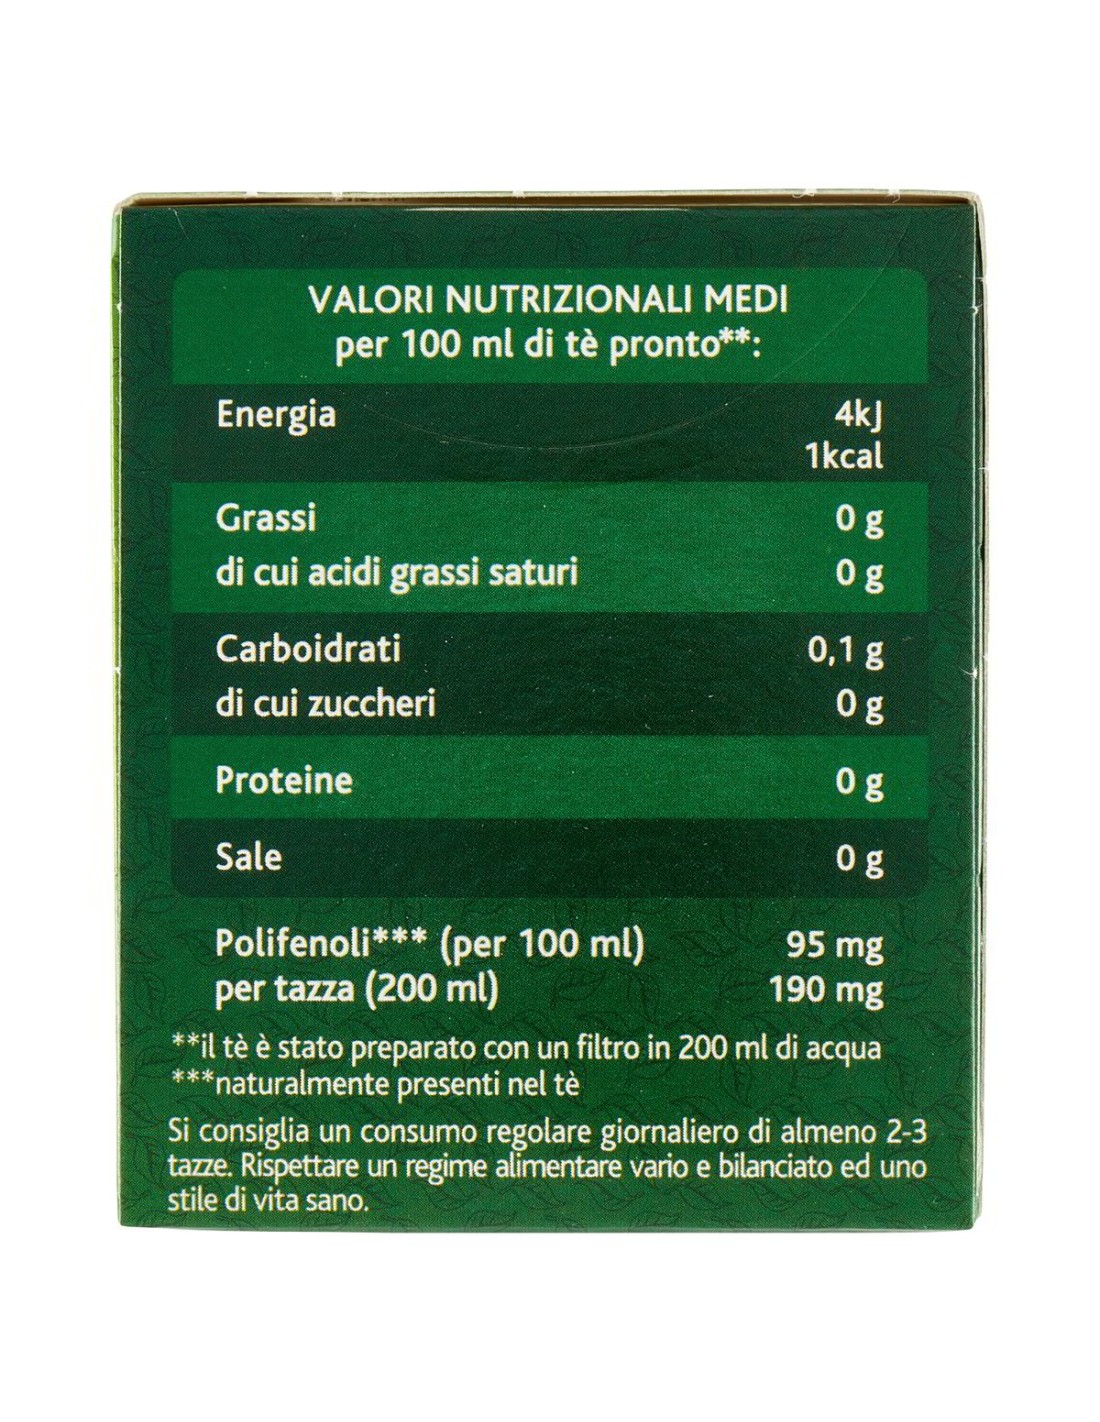 VALORI NUTRIZIONALI MEDI
per 100 ml di tè pronto**:
Energia 4kJ
1kcal
Grassi 0 g
di cui acidi grassi saturi 0 g
Carboidrati 0,1 g
di cui zuccheri 0 g
Proteine 0 g
Sale 0 g
Polifenoli*** (per 100 ml) 95 mg
per tazza (200 ml) 190 mg
**il tè è stato preparato con un filtro in 200 ml di acqua
***naturalmente presenti nel tè
Si consiglia un consumo regolare giornaliero di almeno 2-3
tazze. Rispettare un regime alimentare vario e bilanciato ed uno
stile di vita sano.